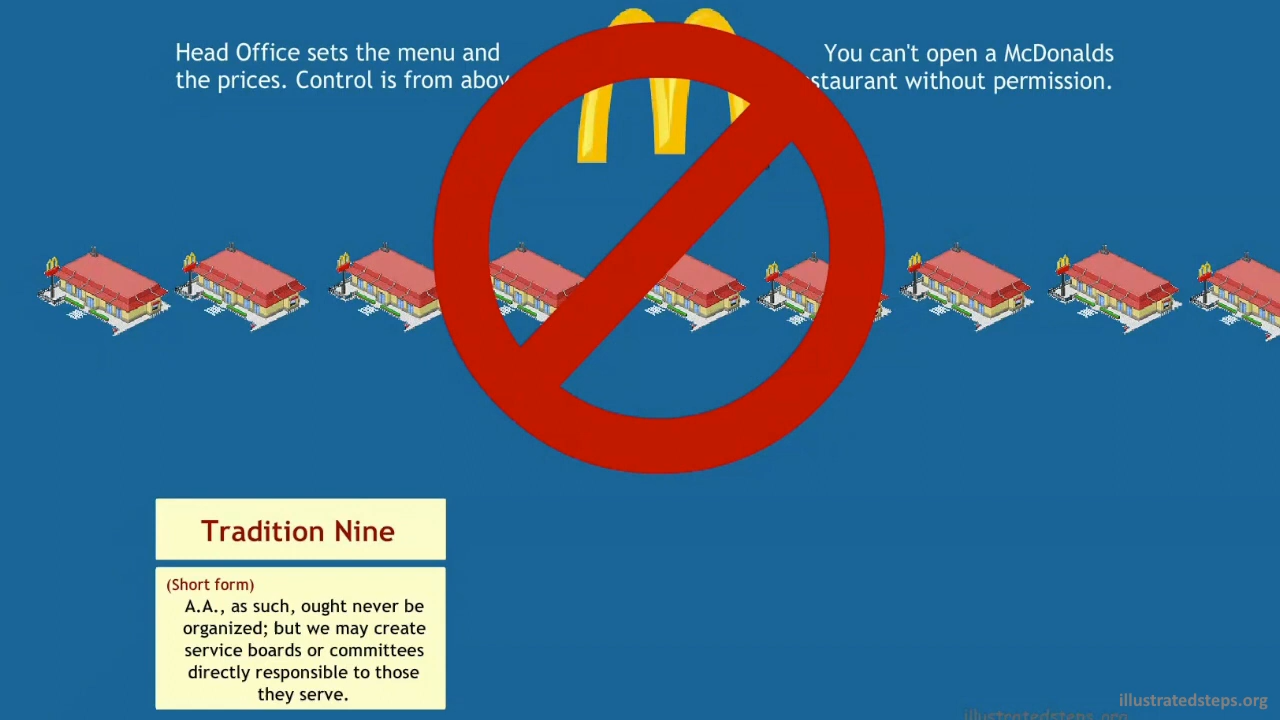 Head Office sets the menu and
the prices. Control is from
You can't open a McDonalds
without permission.
Tradition Nine
(Short form)
A.A., as such, ought never be
organized; but we may create
service boards or committees
directly responsible to those
they serve.
illustratedsteps.org
illustratedsteps.org